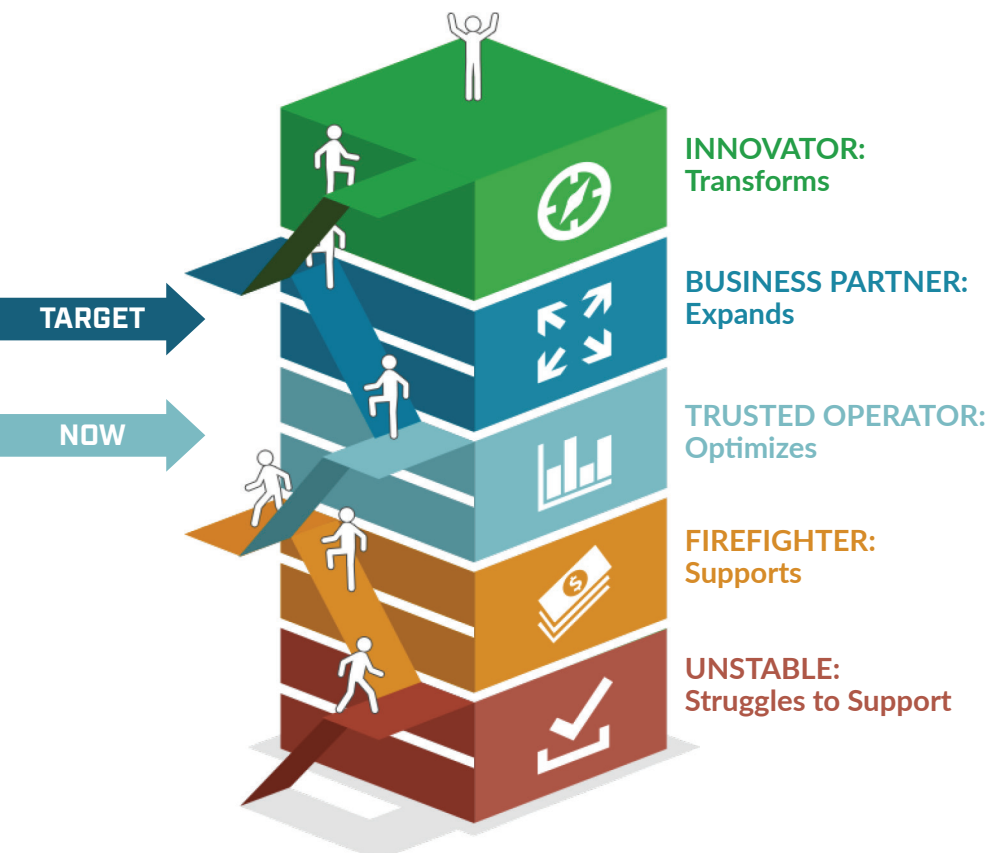 INNOVATOR:
Transforms
BUSINESS PARTNER:
Expands
TARGET
TRUSTED OPERATOR:
Optimizes
NOW
FIREFIGHTER:
Supports
$
UNSTABLE:
Struggles to Support